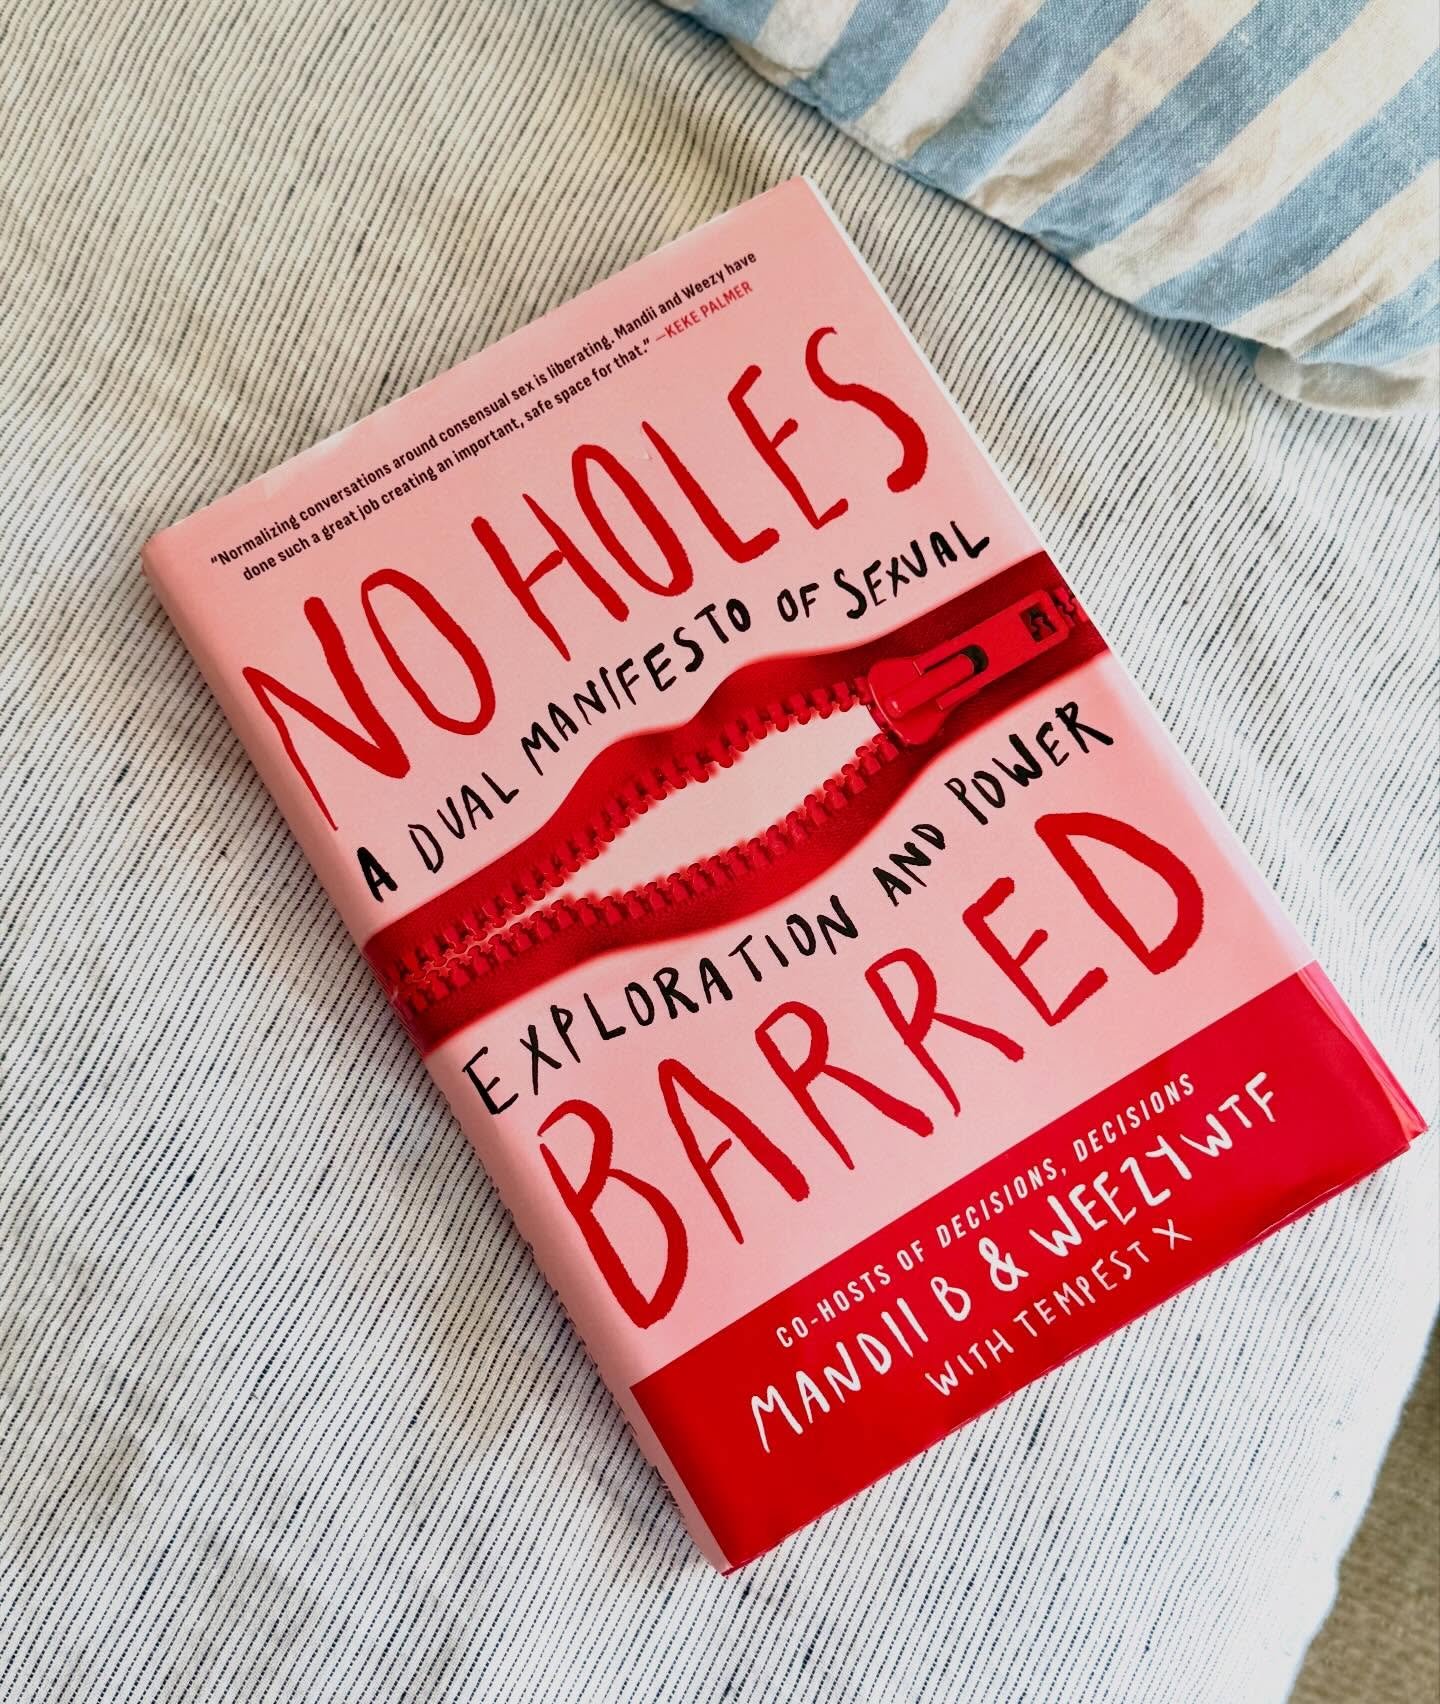 “Normalizing conversations around consensual sex is liberating. Mandii and Weezy have
done such a great job creating an important, safe space for that.” —KEKE PALMER
NO HOLES
A DUAL MANIFESTO OF SEXUAL
EXPLORATION AND POWER
BARRED
CO-HOSTS OF DECISIONS, DECISIONS
MANDII B & WEEZYWTF
WITH TEMPEST X